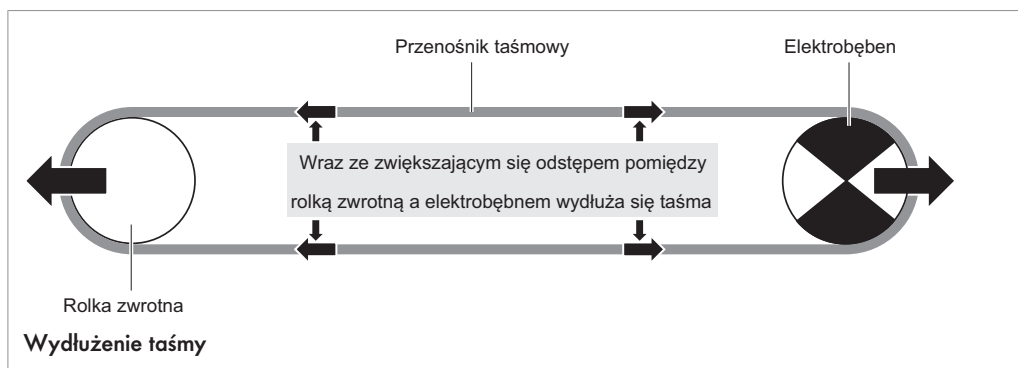 Przenośnik taśmowy
Elektrobęben
Wraz ze zwiększającym się odstępem pomiędzy
rolką zwrotną a elektrobębnem wydłuża się taśma
Rolka zwrotna
Wydłużenie taśmy